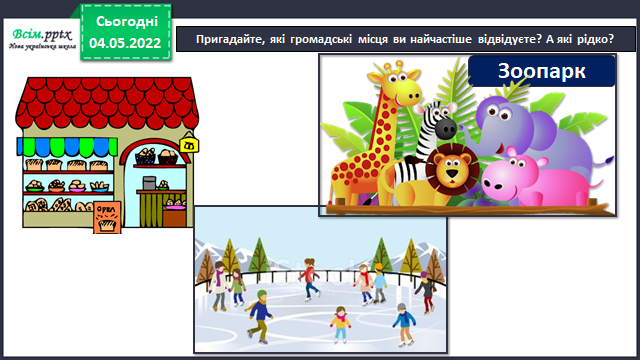 Всім.pptx
Нова українська школа
Сьогодні
04.05.2022
Пригадайте, які громадські місця ви найчастіше відвідуєте? А які рідко?
Зоопарк
OPEN